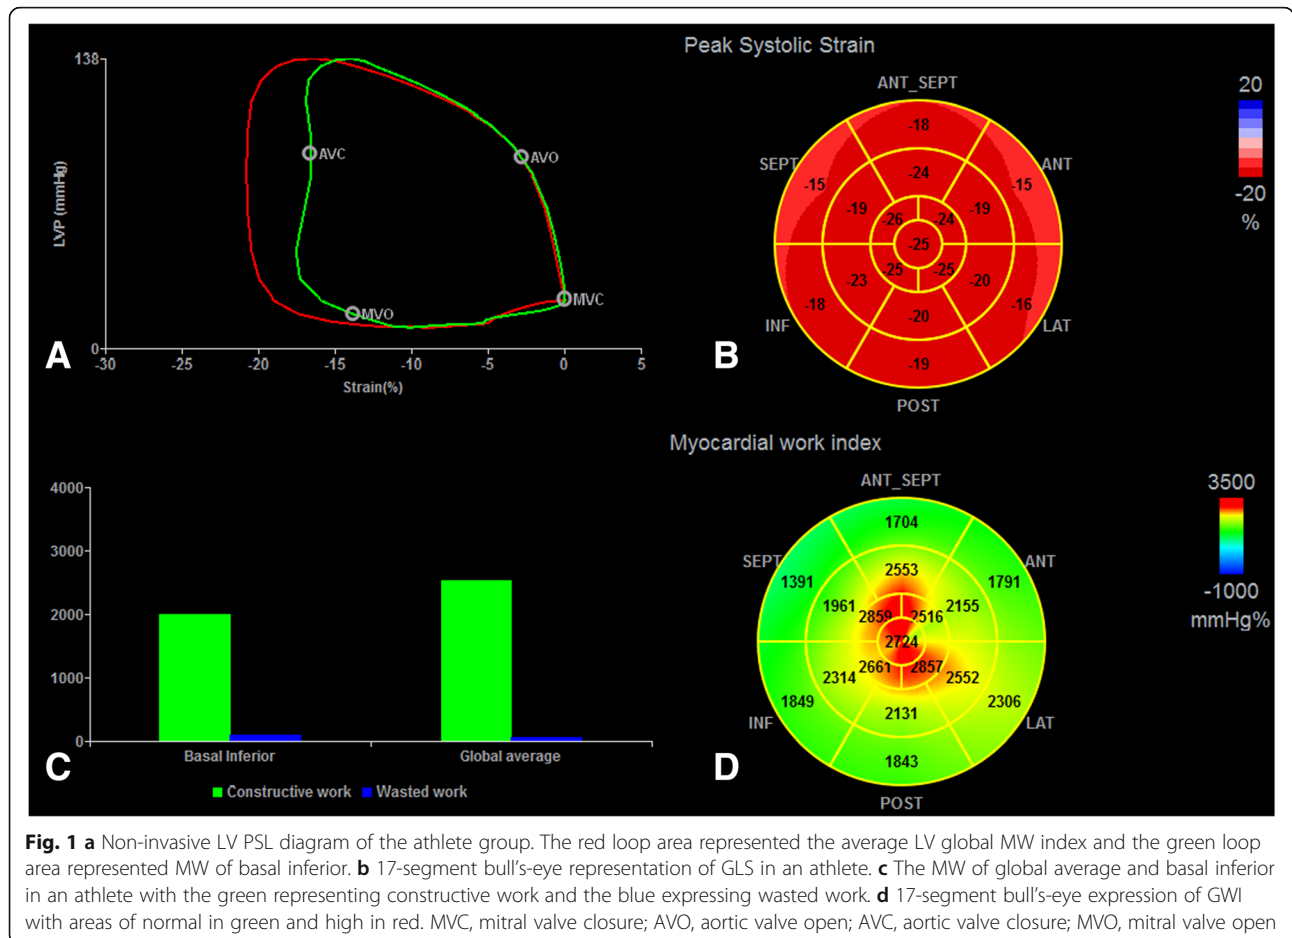 138
LVP (mmHg)
AVC
AVO
MVC
MVO
0
-30 -25 -20 -15 -10 -5 0 5
Strain(%)
A
Peak Systolic Strain
ANT_SEPT
SEPT
ANT
INF
LAT
POST
-18
-15
-15
-24
-19
-19
-26
24
-25
-25
-25
-23
-20
-18
-16
-20
-19
20
-20
%
B
4000
3000
2000
1000
0
Basal Inferior Global average
Constructive work Wasted work
C
Myocardial work index
ANT_SEPT
SEPT
ANT
INF
LAT
POST
1704
1391
1791
2553
1961
2155
2859
2516
2724
2661
2857
2314
2552
1849
2306
2131
1843
3500
-1000
mmHg%
D
Fig. 1 a Non-invasive LV PSL diagram of the athlete group. The red loop area represented the average LV global MW index and the green loop
area represented MW of basal inferior. b 17-segment bull's-eye representation of GLS in an athlete. c The MW of global average and basal inferior
in an athlete with the green representing constructive work and the blue expressing wasted work. d 17-segment bull's-eye expression of GWI
with areas of normal in green and high in red. MVC, mitral valve closure; AVO, aortic valve open; AVC, aortic valve closure; MVO, mitral valve open